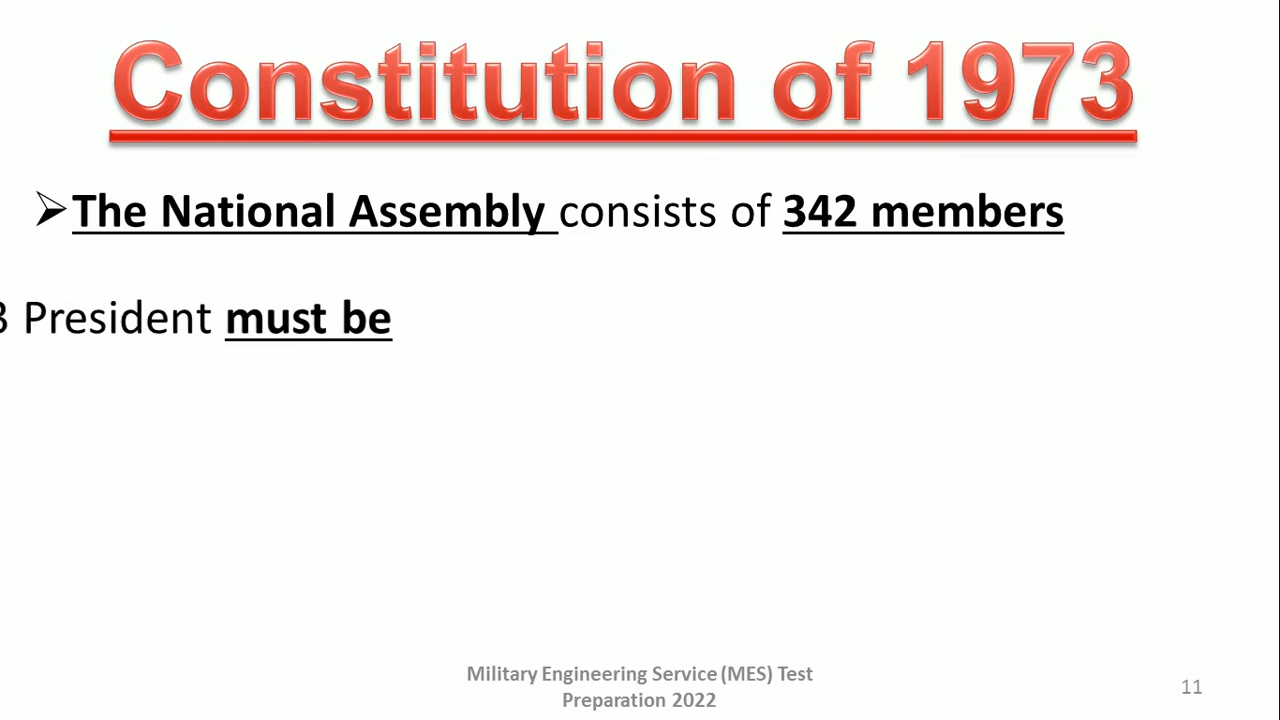 Constitution of 1973
➢The National Assembly consists of 342 members
3 President must be
Military Engineering Service (MES) Test
Preparation 2022
11